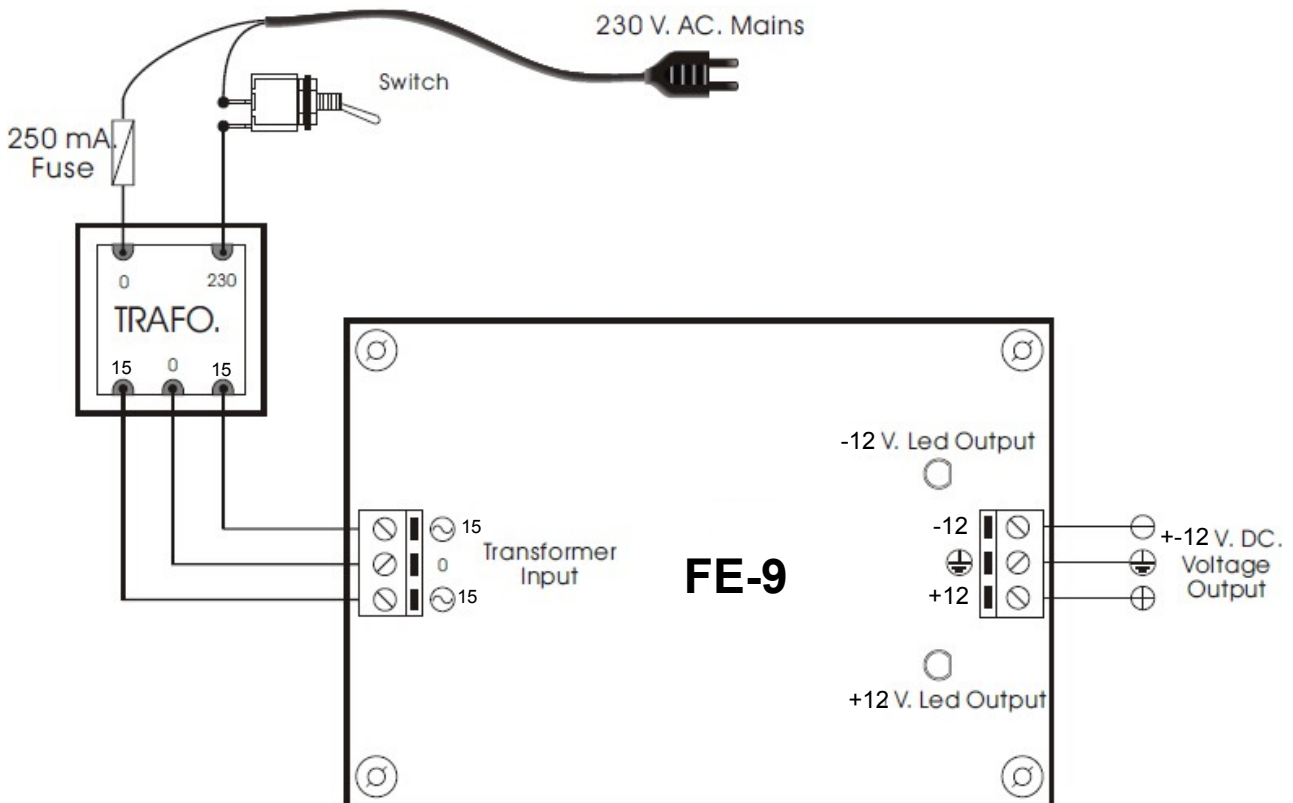 230 V. AC. Mains
Switch
250 mA.
Fuse
0
230
TRAFO.
15
0
15
-12 V. Led Output
15
0
15
Transformer
Input
FE-9
-12
+12
+-12 V. DC.
Voltage
Output
+12 V. Led Output